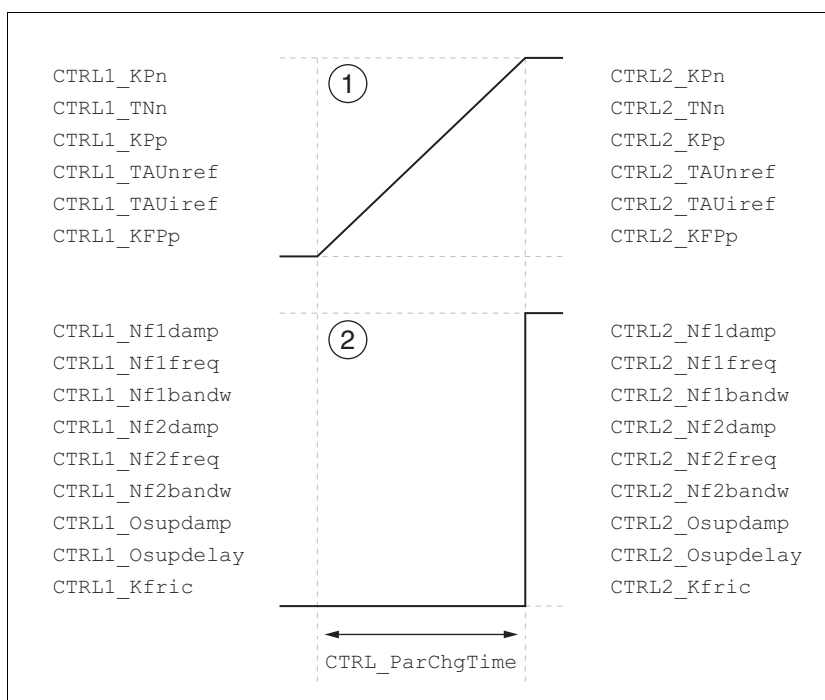 CTRL1_KPn
CTRL1_TNn
CTRL1_KPp
CTRL1_TAUnref
CTRL1_TAUiref
CTRL1_KFPp
1
CTRL2_KPn
CTRL2_TNn
CTRL2_KPp
CTRL2_TAUnref
CTRL2_TAUiref
CTRL2_KFPp
CTRL1_Nf1damp
CTRL1_Nf1freq
CTRL1_Nf1bandw
CTRL1_Nf2damp
CTRL1_Nf2freq
CTRL1_Nf2bandw
CTRL1_Osupdamp
CTRL1_Osupdelay
CTRL1_Kfric
2
CTRL2_Nf1damp
CTRL2_Nf1freq
CTRL2_Nf1bandw
CTRL2_Nf2damp
CTRL2_Nf2freq
CTRL2_Nf2bandw
CTRL2_Osupdamp
CTRL2_Osupdelay
CTRL2_Kfric
CTRL_ParChgTime